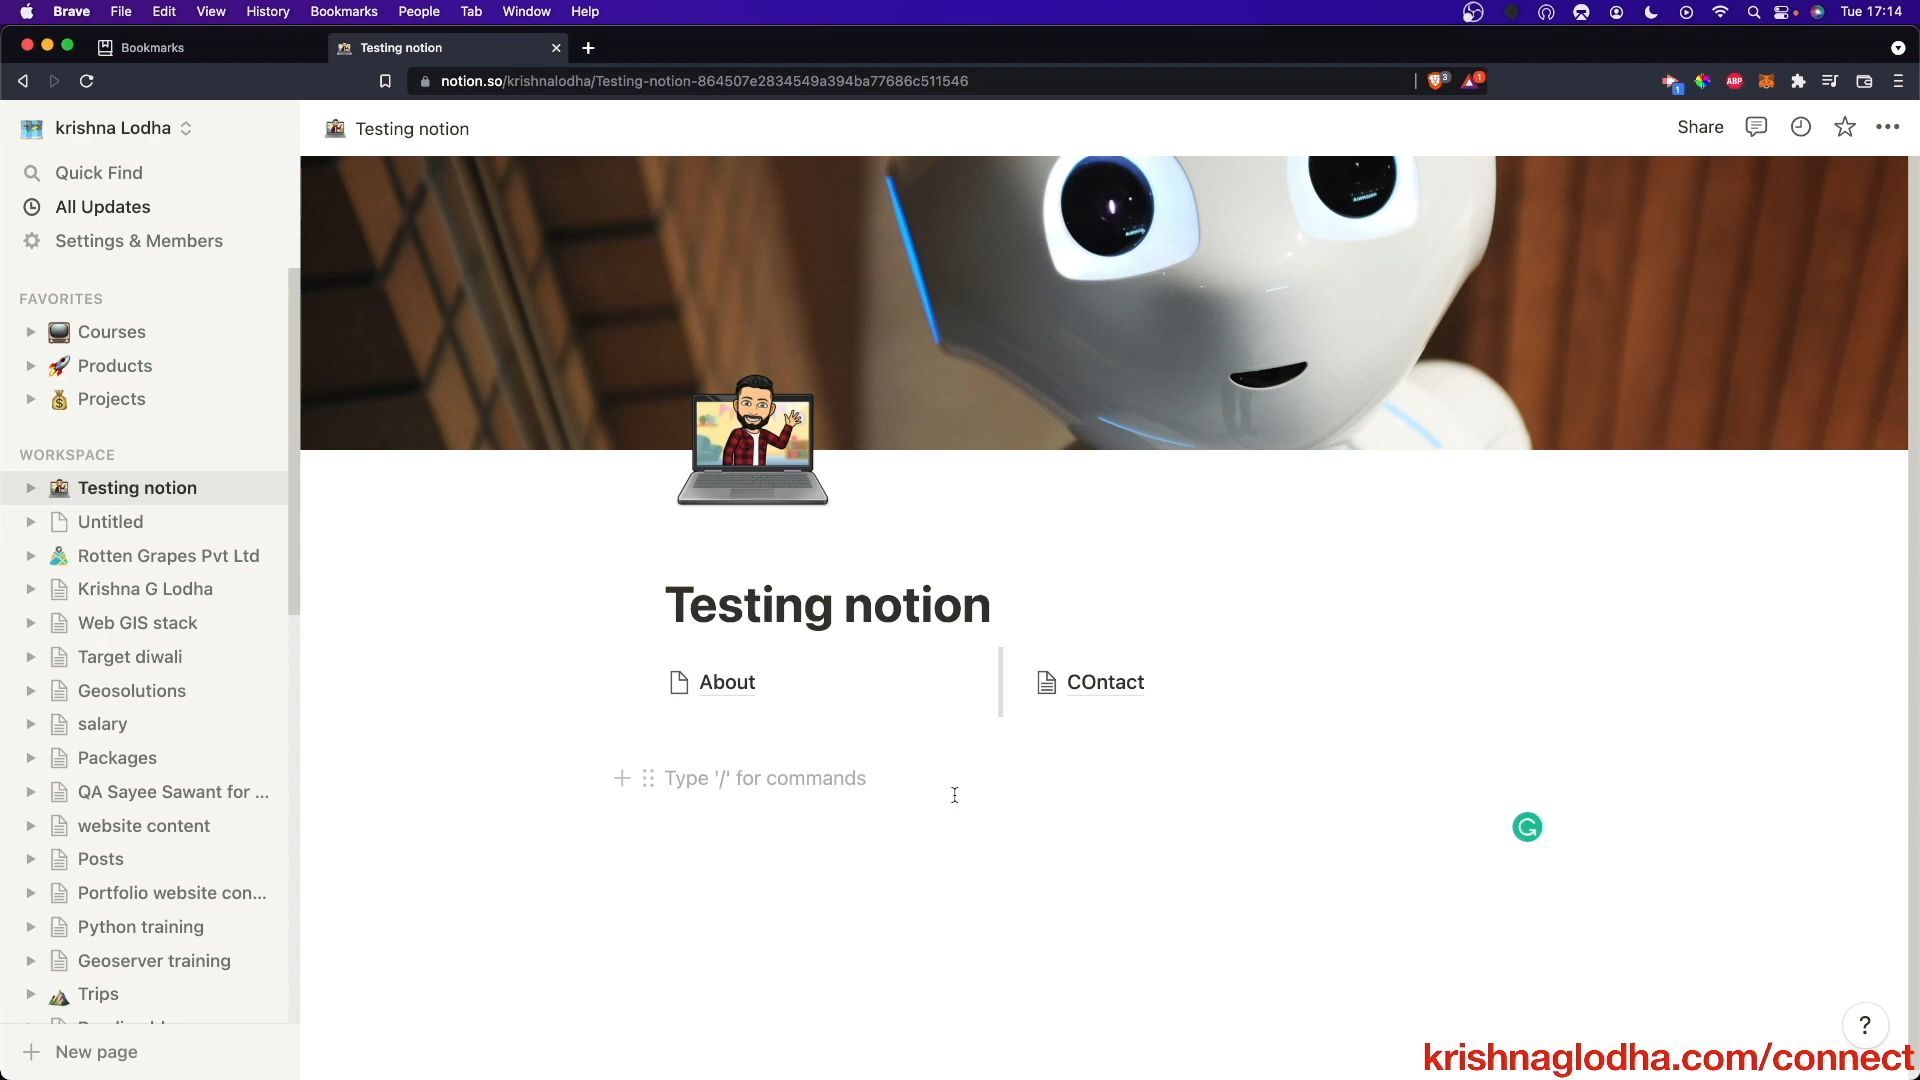 Brave File Edit View History Bookmarks People Tab Window Help Tue 17:14
Bookmarks
Testing notion
notion.so/krishnalodha/Testing-notion-864507e2834549a394ba77686c511546
3
1
1
ABP
krishna Lodha
Testing notion
Share
Quick Find
All Updates
Settings & Members
FAVORITES
Courses
Products
Projects
WORKSPACE
Testing notion
Untitled
Rotten Grapes Pvt Ltd
Krishna G Lodha
Web GIS stack
Target diwali
Geosolutions
salary
Packages
QA Sayee Sawant for ...
website content
Posts
Portfolio website con...
Python training
Geoserver training
Trips
New page
Testing notion
About
COntact
Type '/' for commands
?
krishnaglodha.com/connect